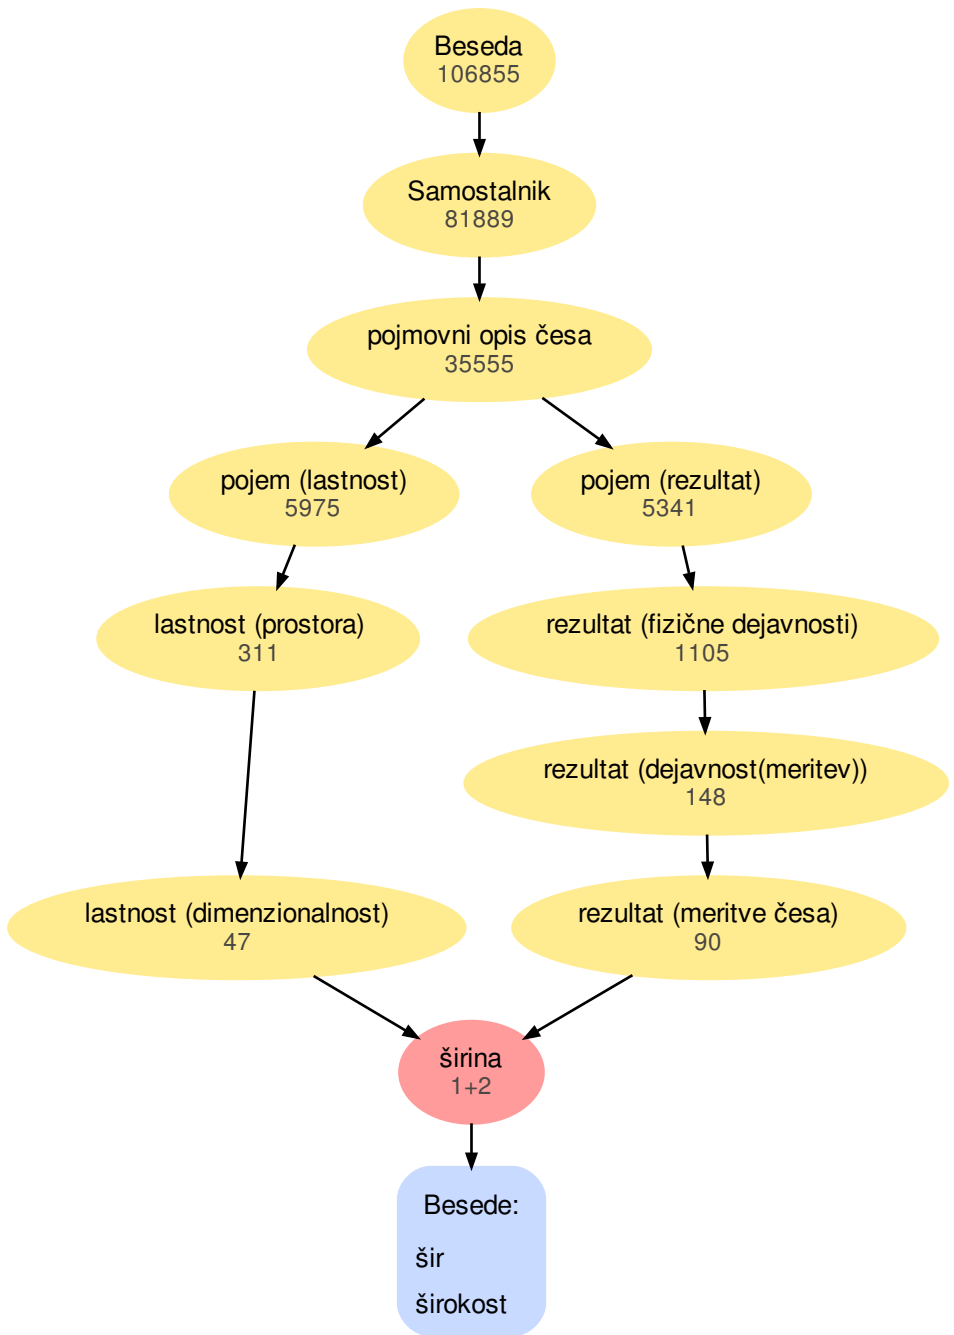 Beseda
106855
Samostalnik
81889
pojmovni opis česa
35555
pojem (lastnost)
5975
pojem (rezultat)
5341
lastnost (prostora)
311
rezultat (fizične dejavnosti)
1105
rezultat (dejavnost(meritev))
148
lastnost (dimenzionalnost)
47
rezultat (meritve česa)
90
širina
1+2
Besede:
šir
širokost